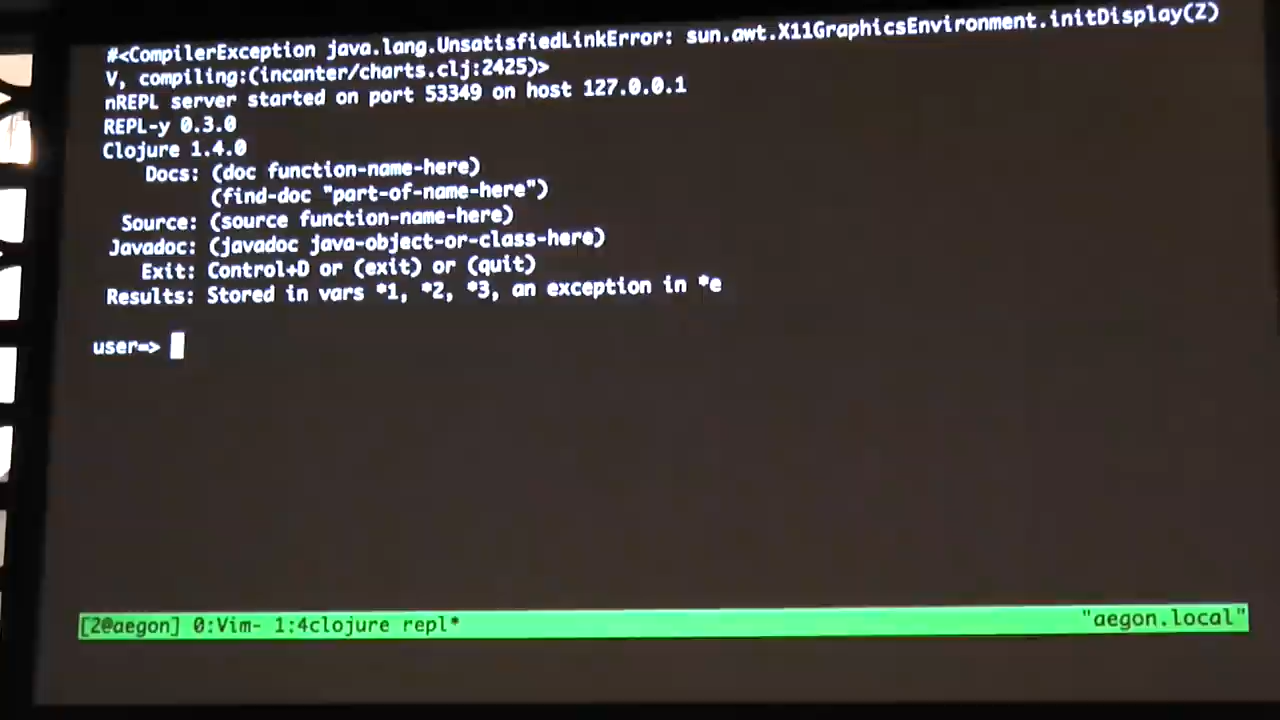 #<CompilerException java.lang.UnsatisfiedLinkError: sun.awt.X11GraphicsEnvironment.initDisplay(Z)
V, compiling:(incanter/charts.clj:2425)>
nREPL server started on port 53349 on host 127.0.0.1
REPL-y 0.3.0
Clojure 1.4.0
Docs: (doc function-name-here)
(find-doc "part-of-name-here")
Source: (source function-name-here)
Javadoc: (javadoc java-object-or-class-here)
Exit: Control+D or (exit) or (quit)
Results: Stored in vars *1, *2, *3, an exception in *e
user=>
[2@aegon] 0:Vim- 1:4clojure repl* "aegon.local"